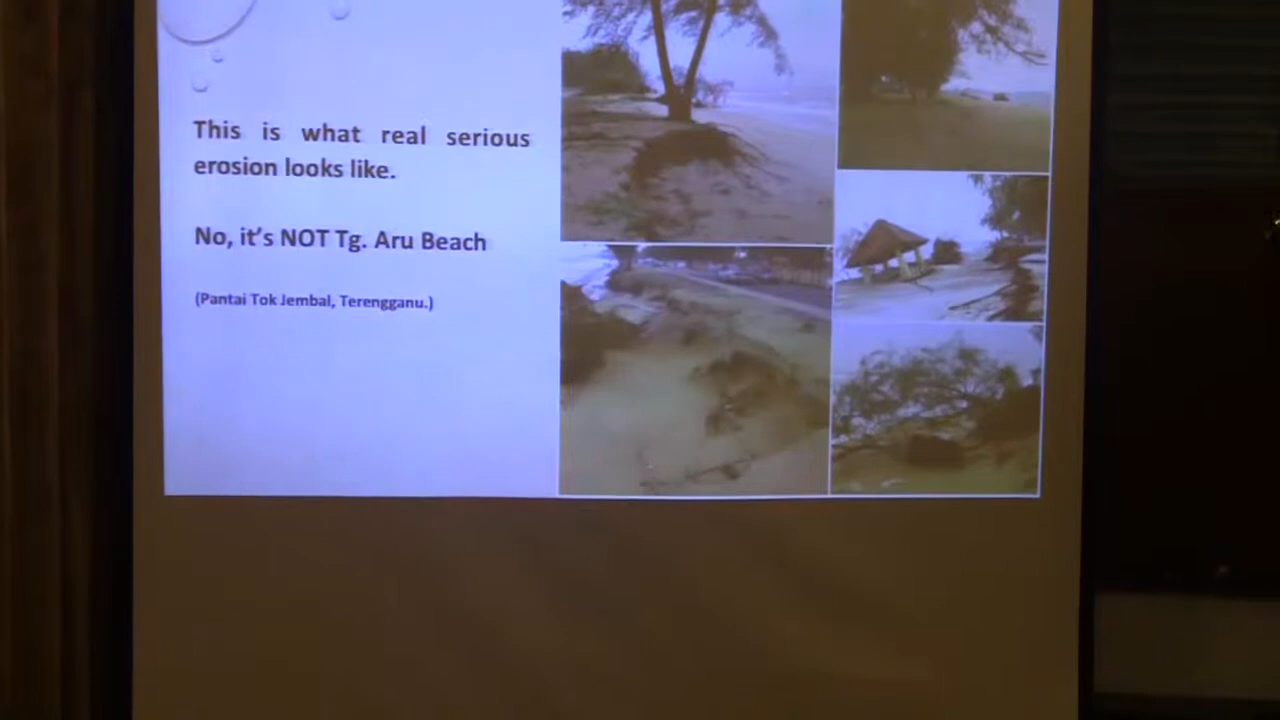 This is what real serious
erosion looks like.
No, it's NOT Tg. Aru Beach
(Pantai Tok Jembal, Terengganu.)